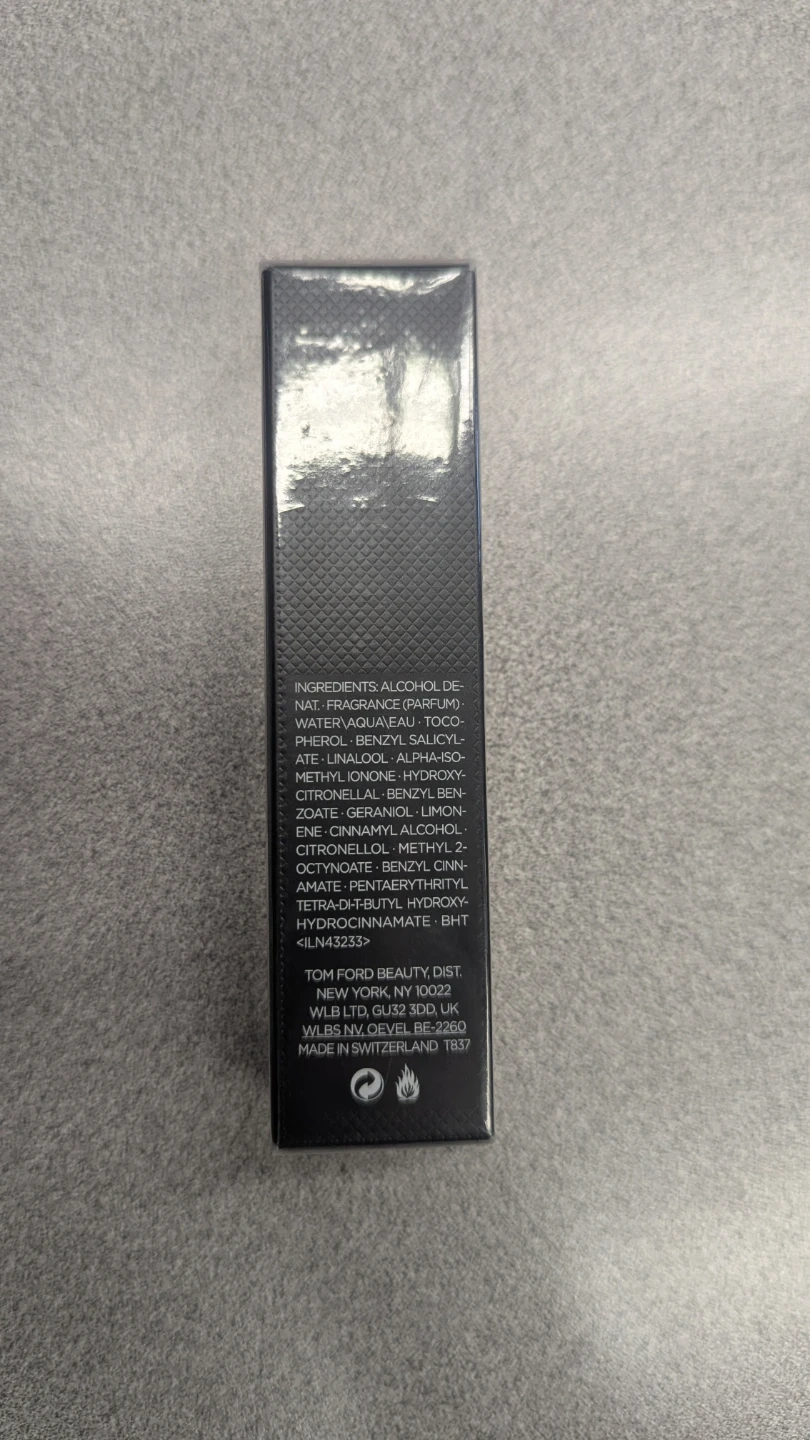 INGREDIENTS: ALCOHOL DE-
NAT. · FRAGRANCE (PARFUM) ·
WATER\AQUA\EAU · TOCO-
PHEROL · BENZYL SALICYL-
ATE · LINALOOL · ALPHA-ISO-
METHYL IONONE · HYDROXY-
CITRONELLAL · BENZYL BEN-
ZOATE · GERANIOL · LIMON-
ENE · CINNAMYL ALCOHOL ·
CITRONELLOL · METHYL 2-
OCTYNOATE · BENZYL CINN-
AMATE · PENTAERYTHRITYL
TETRA-DI-T-BUTYL HYDROXY-
HYDROCINNAMATE · BHT
<ILN43233>
TOM FORD BEAUTY, DIST.
NEW YORK, NY 10022
WLB LTD, GU32 3DD, UK
WLBS NV, OEVEL BE-2260
MADE IN SWITZERLAND T837